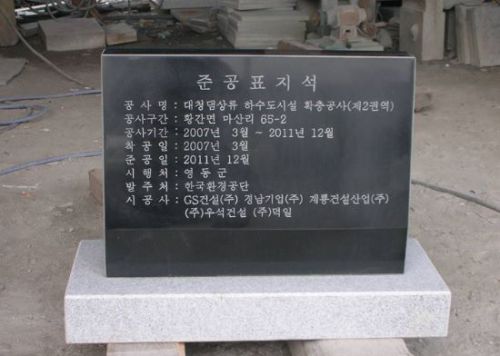 준공표지석
공 사 명 : 대청댐상류 하수도시설 확충공사(제2권역)
공사구간 : 황간면 마산리 65-2
공사기간 : 2007년 3월 ~ 2011년 12월
착 공 일 : 2007년 3월
준 공 일 : 2011년 12월
시 행 처 : 영동군
발 주 처 : 한국환경공단
시 공 사 : GS건설(주) 경남기업(주) 계룡건설산업(주)
(주)우석건설 (주)덕일